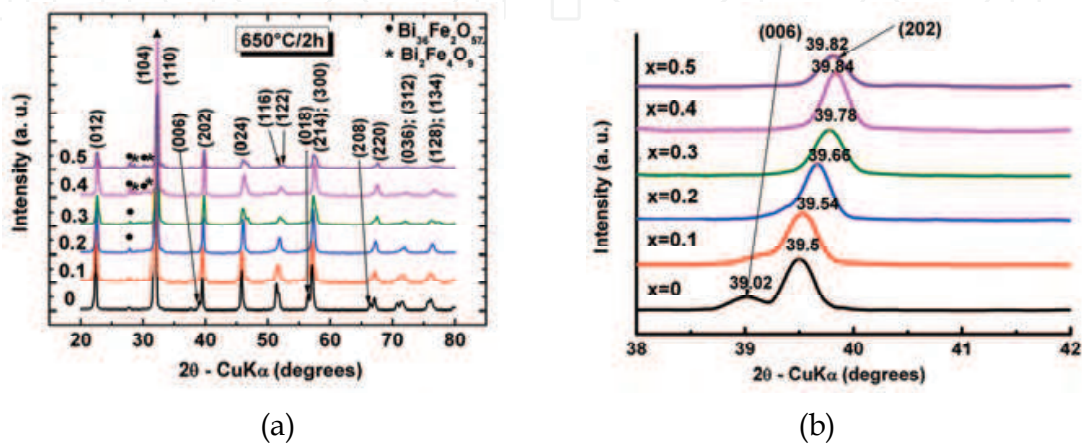 650°C/2h
• Bi36Fe2O57
* Bi2Fe4O9
(012)
(104)
(110)
(006)
(202)
(024)
(116)
(122)
(018)
(214); (300)
(208)
(220)
(036); (312)
(128); (134)
0.5
0.4
0.3
0.2
0.1
0
Intensity (a. u.)
20 30 40 50 60 70 80
2θ - CuKα (degrees)
(a)
(006)
(202)
39.82
39.84
39.78
39.66
39.54
39.5
39.02
x=0.5
x=0.4
x=0.3
x=0.2
x=0.1
x=0
Intensity (a. u.)
38 39 40 41 42
2θ - CuKα (degrees)
(b)